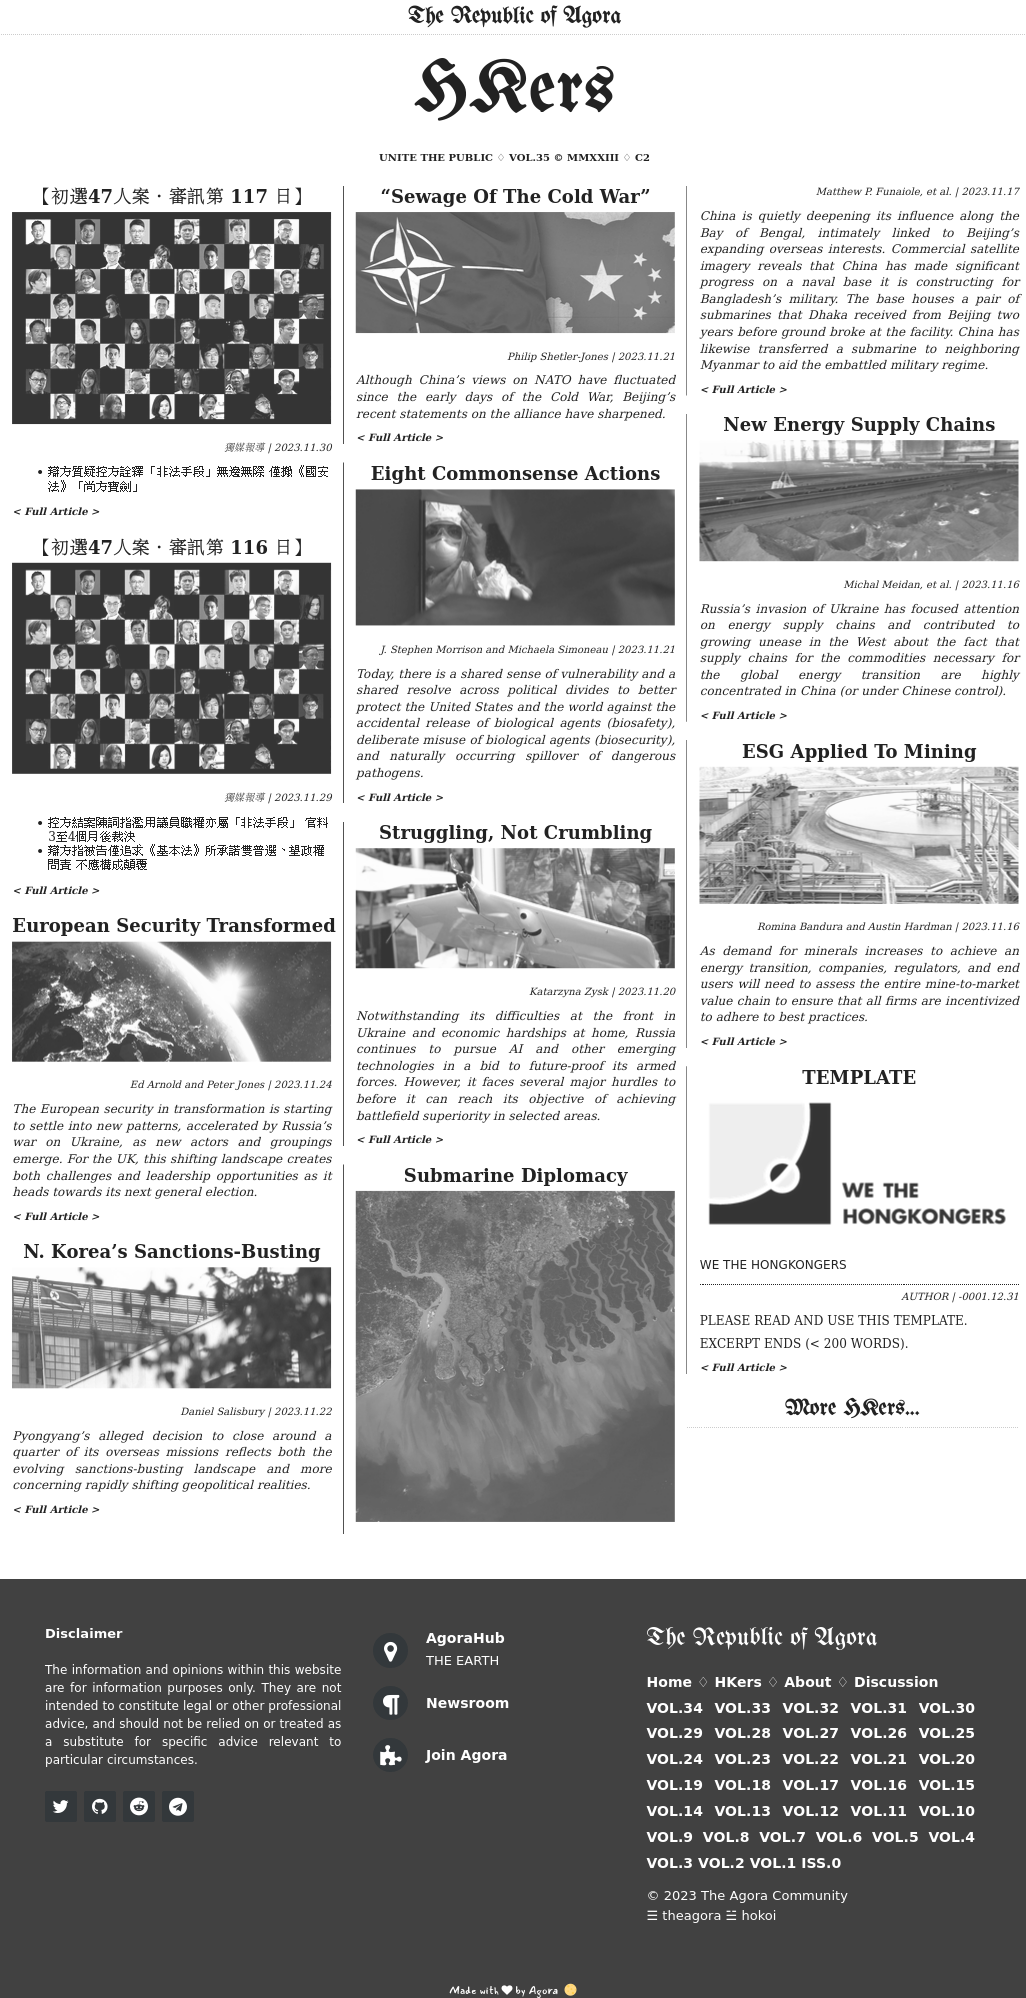 The Republic of Agora
HKers
UNITE THE PUBLIC ♢ VOL.35 © MMXXIII ♢ C2
【初選47人案・審訊第 117 日】
獨媒報導 | 2023.11.30
• 辯方質疑控方詮釋「非法手段」無邊無際 僅搬《國安
法》「尚方寶劍」
< Full Article >
【初選47人案・審訊第 116 日】
獨媒報導 | 2023.11.29
• 控方結案陳詞指濫用議員職權亦屬「非法手段」 官料
3至4個月後裁決
• 辯方指被告僅追求《基本法》所承諾雙普選、望政權
問責 不應構成顛覆
< Full Article >
European Security Transformed
Ed Arnold and Peter Jones | 2023.11.24
The European security in transformation is starting
to settle into new patterns, accelerated by Russia’s
war on Ukraine, as new actors and groupings
emerge. For the UK, this shifting landscape creates
both challenges and leadership opportunities as it
heads towards its next general election.
< Full Article >
N. Korea’s Sanctions-Busting
Daniel Salisbury | 2023.11.22
Pyongyang’s alleged decision to close around a
quarter of its overseas missions reflects both the
evolving sanctions-busting landscape and more
concerning rapidly shifting geopolitical realities.
< Full Article >
“Sewage Of The Cold War”
Philip Shetler-Jones | 2023.11.21
Although China’s views on NATO have fluctuated
since the early days of the Cold War, Beijing’s
recent statements on the alliance have sharpened.
< Full Article >
Eight Commonsense Actions
J. Stephen Morrison and Michaela Simoneau | 2023.11.21
Today, there is a shared sense of vulnerability and a
shared resolve across political divides to better
protect the United States and the world against the
accidental release of biological agents (biosafety),
deliberate misuse of biological agents (biosecurity),
and naturally occurring spillover of dangerous
pathogens.
< Full Article >
Struggling, Not Crumbling
Katarzyna Zysk | 2023.11.20
Notwithstanding its difficulties at the front in
Ukraine and economic hardships at home, Russia
continues to pursue AI and other emerging
technologies in a bid to future-proof its armed
forces. However, it faces several major hurdles to
before it can reach its objective of achieving
battlefield superiority in selected areas.
< Full Article >
Submarine Diplomacy
Matthew P. Funaiole, et al. | 2023.11.17
China is quietly deepening its influence along the
Bay of Bengal, intimately linked to Beijing’s
expanding overseas interests. Commercial satellite
imagery reveals that China has made significant
progress on a naval base it is constructing for
Bangladesh’s military. The base houses a pair of
submarines that Dhaka received from Beijing two
years before ground broke at the facility. China has
likewise transferred a submarine to neighboring
Myanmar to aid the embattled military regime.
< Full Article >
New Energy Supply Chains
Michal Meidan, et al. | 2023.11.16
Russia’s invasion of Ukraine has focused attention
on energy supply chains and contributed to
growing unease in the West about the fact that
supply chains for the commodities necessary for
the global energy transition are highly
concentrated in China (or under Chinese control).
< Full Article >
ESG Applied To Mining
Romina Bandura and Austin Hardman | 2023.11.16
As demand for minerals increases to achieve an
energy transition, companies, regulators, and end
users will need to assess the entire mine-to-market
value chain to ensure that all firms are incentivized
to adhere to best practices.
< Full Article >
TEMPLATE
WE THE
HONGKONGERS
WE THE HONGKONGERS
AUTHOR | -0001.12.31
PLEASE READ AND USE THIS TEMPLATE.
EXCERPT ENDS (< 200 WORDS).
< Full Article >
More HKers...
Disclaimer
The information and opinions within this website
are for information purposes only. They are not
intended to constitute legal or other professional
advice, and should not be relied on or treated as
a substitute for specific advice relevant to
particular circumstances.
AgoraHub
THE EARTH
Newsroom
Join Agora
The Republic of Agora
Home ♢ HKers ♢ About ♢ Discussion
VOL.34 VOL.33 VOL.32 VOL.31 VOL.30
VOL.29 VOL.28 VOL.27 VOL.26 VOL.25
VOL.24 VOL.23 VOL.22 VOL.21 VOL.20
VOL.19 VOL.18 VOL.17 VOL.16 VOL.15
VOL.14 VOL.13 VOL.12 VOL.11 VOL.10
VOL.9 VOL.8 VOL.7 VOL.6 VOL.5 VOL.4
VOL.3 VOL.2 VOL.1 ISS.0
© 2023 The Agora Community
☰ theagora ☱ hokoi
Made with ♥ by Agora